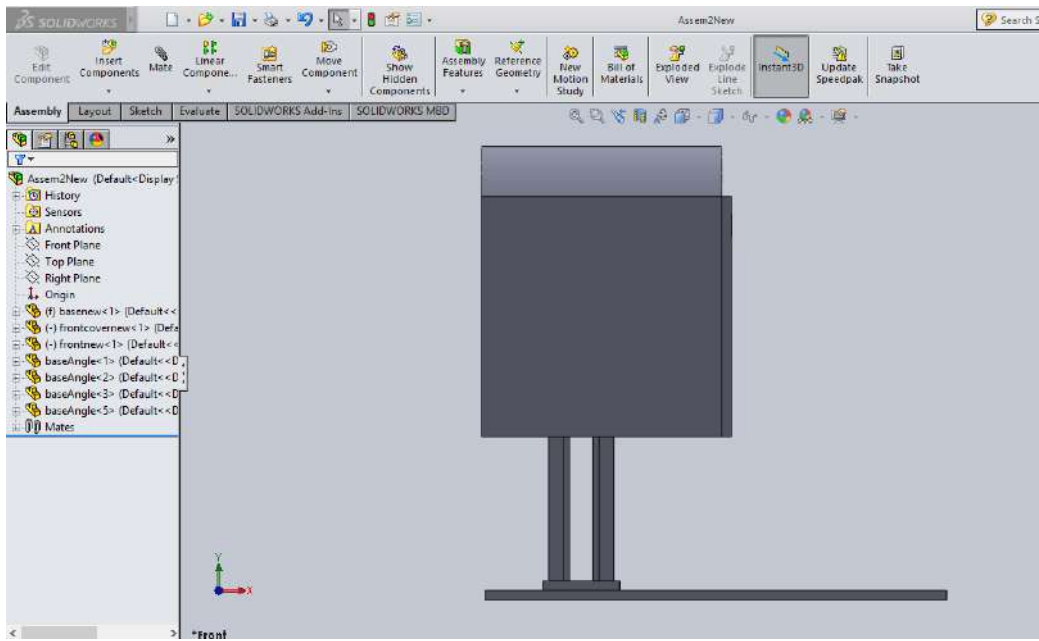 SOLIDWORKS
Assem2New
Search S
Edit Component
Insert Components
Mate
Linear Compone...
Smart Fasteners
Move Component
Show Hidden Components
Assembly Features
Reference Geometry
New Motion Study
Bill of Materials
Exploded View
Explode Line Sketch
Instant3D
Update Speedpak
Take Snapshot
Assembly
Layout
Sketch
Evaluate
SOLIDWORKS Add-Ins
SOLIDWORKS MBD
Assem2New (Default<Display
History
Sensors
Annotations
Front Plane
Top Plane
Right Plane
Origin
(f) basenew<1> (Default<<
(-) frontcovernew<1> (Defa
(-) frontnew<1> (Default<<
baseAngle<1> (Default<<D
baseAngle<2> (Default<<D
baseAngle<3> (Default<<D
baseAngle<5> (Default<<D
Mates
Y
X
*Front